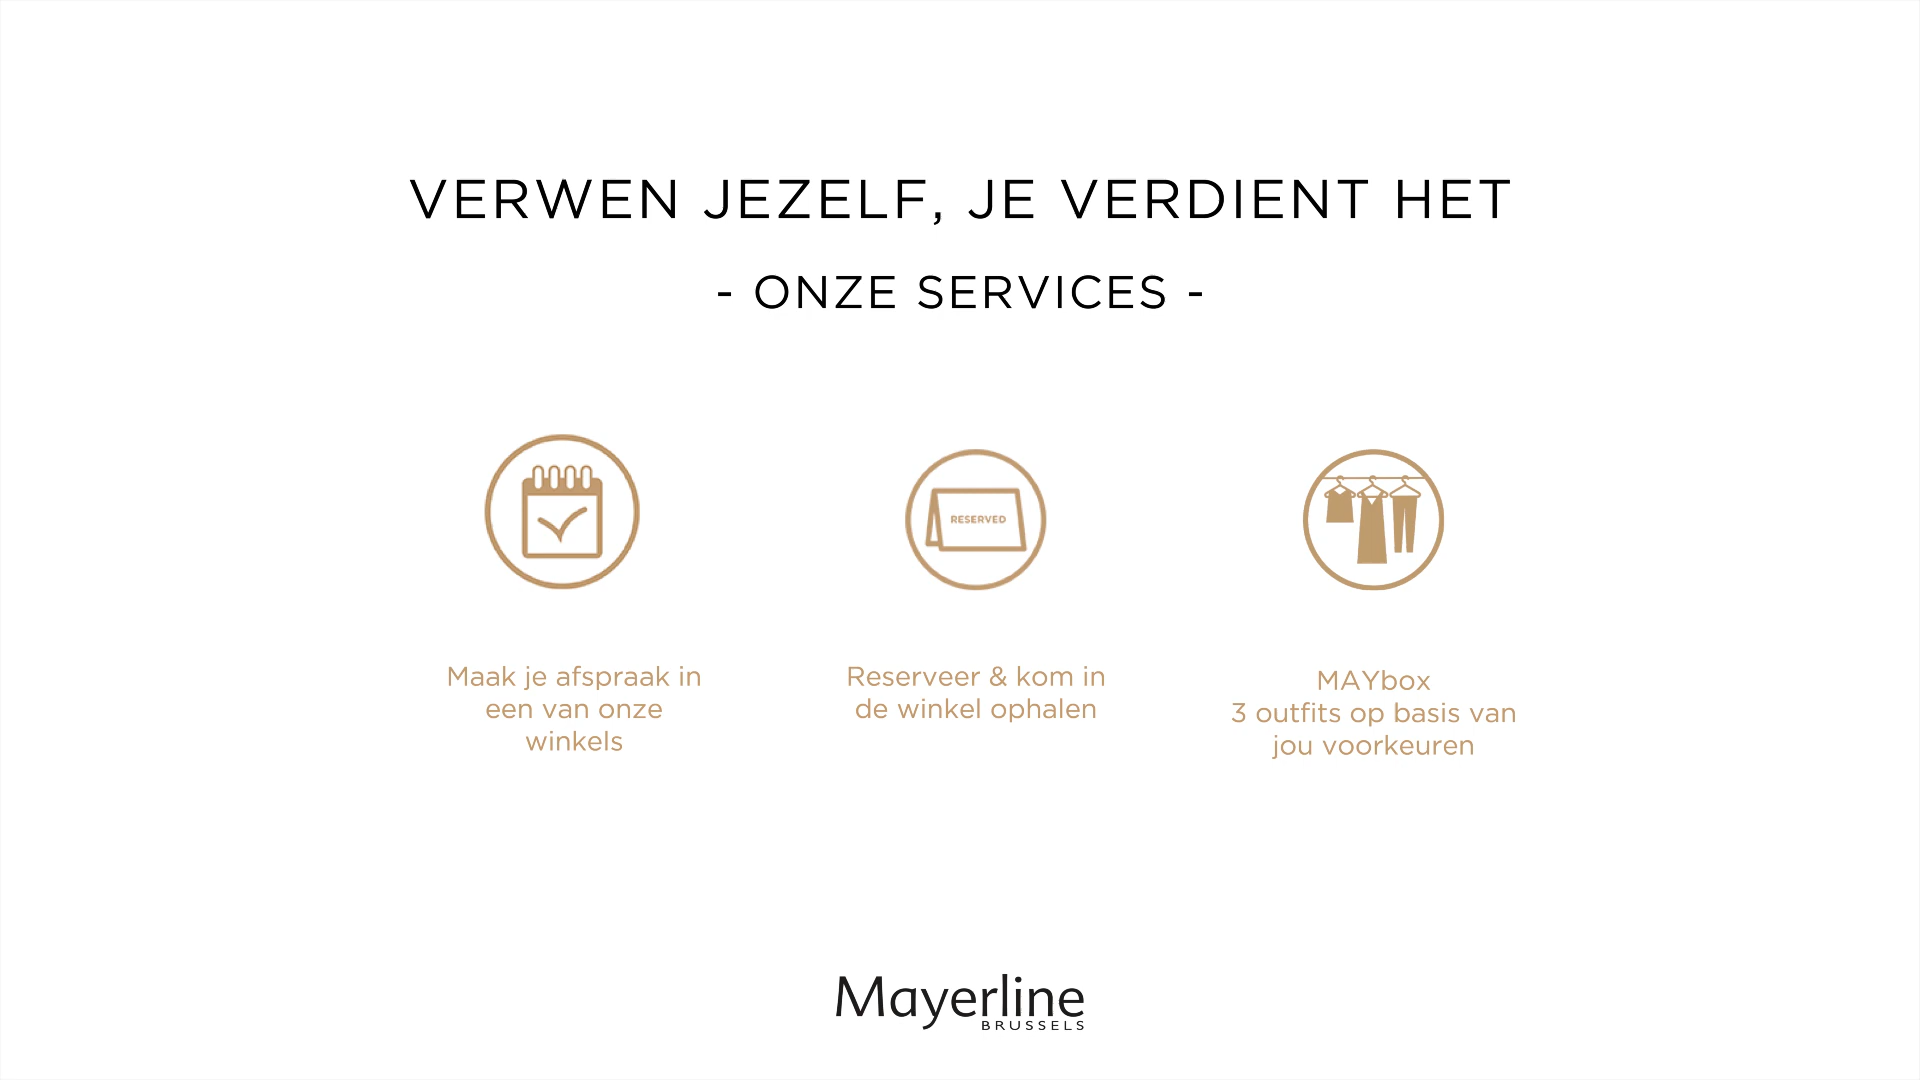 VERWEN JEZELF, JE VERDIENT HET
- ONZE SERVICES -
RESERVED
Maak je afspraak in
een van onze
winkels
Reserveer & kom in
de winkel ophalen
MAYbox
3 outfits op basis van
jou voorkeuren
Mayerline
BRUSSELS